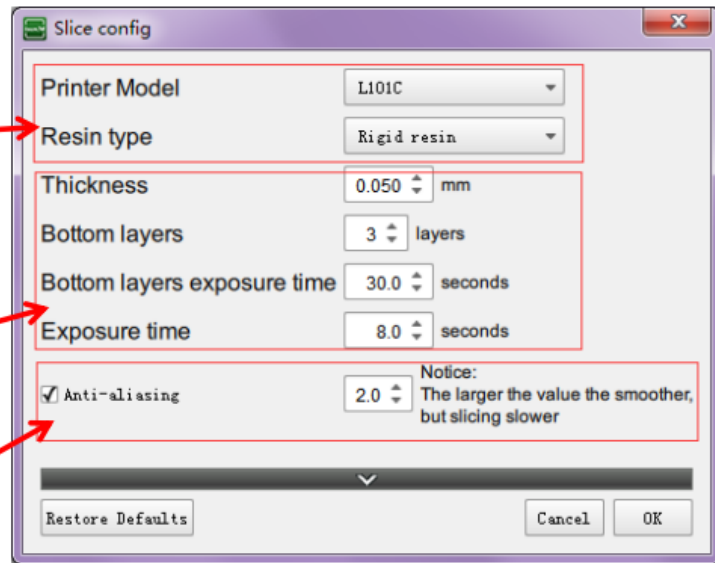 Slice config
Printer Model L101C
Resin type Rigid resin
Thickness 0.050 mm
Bottom layers 3 layers
Bottom layers exposure time 30.0 seconds
Exposure time 8.0 seconds
Notice:
Anti-aliasing 2.0 The larger the value the smoother,
but slicing slower
Restore Defaults Cancel OK